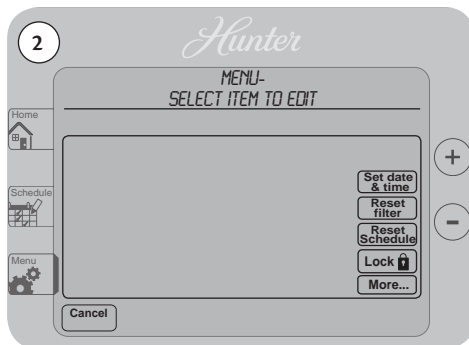 2
Hunter
MENU-
SELECT ITEM TO EDIT
Home
Schedule
Menu
+
-
Set date
& time
Reset
filter
Reset
Schedule
Lock
More...
Cancel